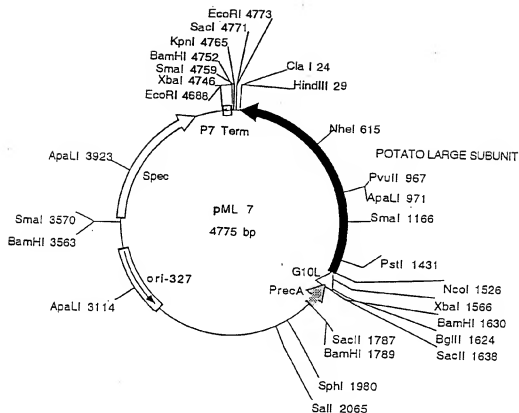 EcoRI 4773
SacI 4771
KpnI 4765
BamHI 4752
SmaI 4759
XbaI 4746
EcoRI 4688
Cla I 24
HindIII 29
P7 Term
NheI 615
POTATO LARGE SUBUNIT
ApaLI 3923
Spec
PvuII 967
ApaLI 971
pML 7
4775 bp
SmaI 1166
SmaI 3570
BamHI 3563
PstI 1431
ori-327
G10L
PrecA
NcoI 1526
XbaI 1566
ApaLI 3114
BamHI 1630
BglII 1624
SacII 1638
SacII 1787
BamHI 1789
SphI 1980
SalI 2065